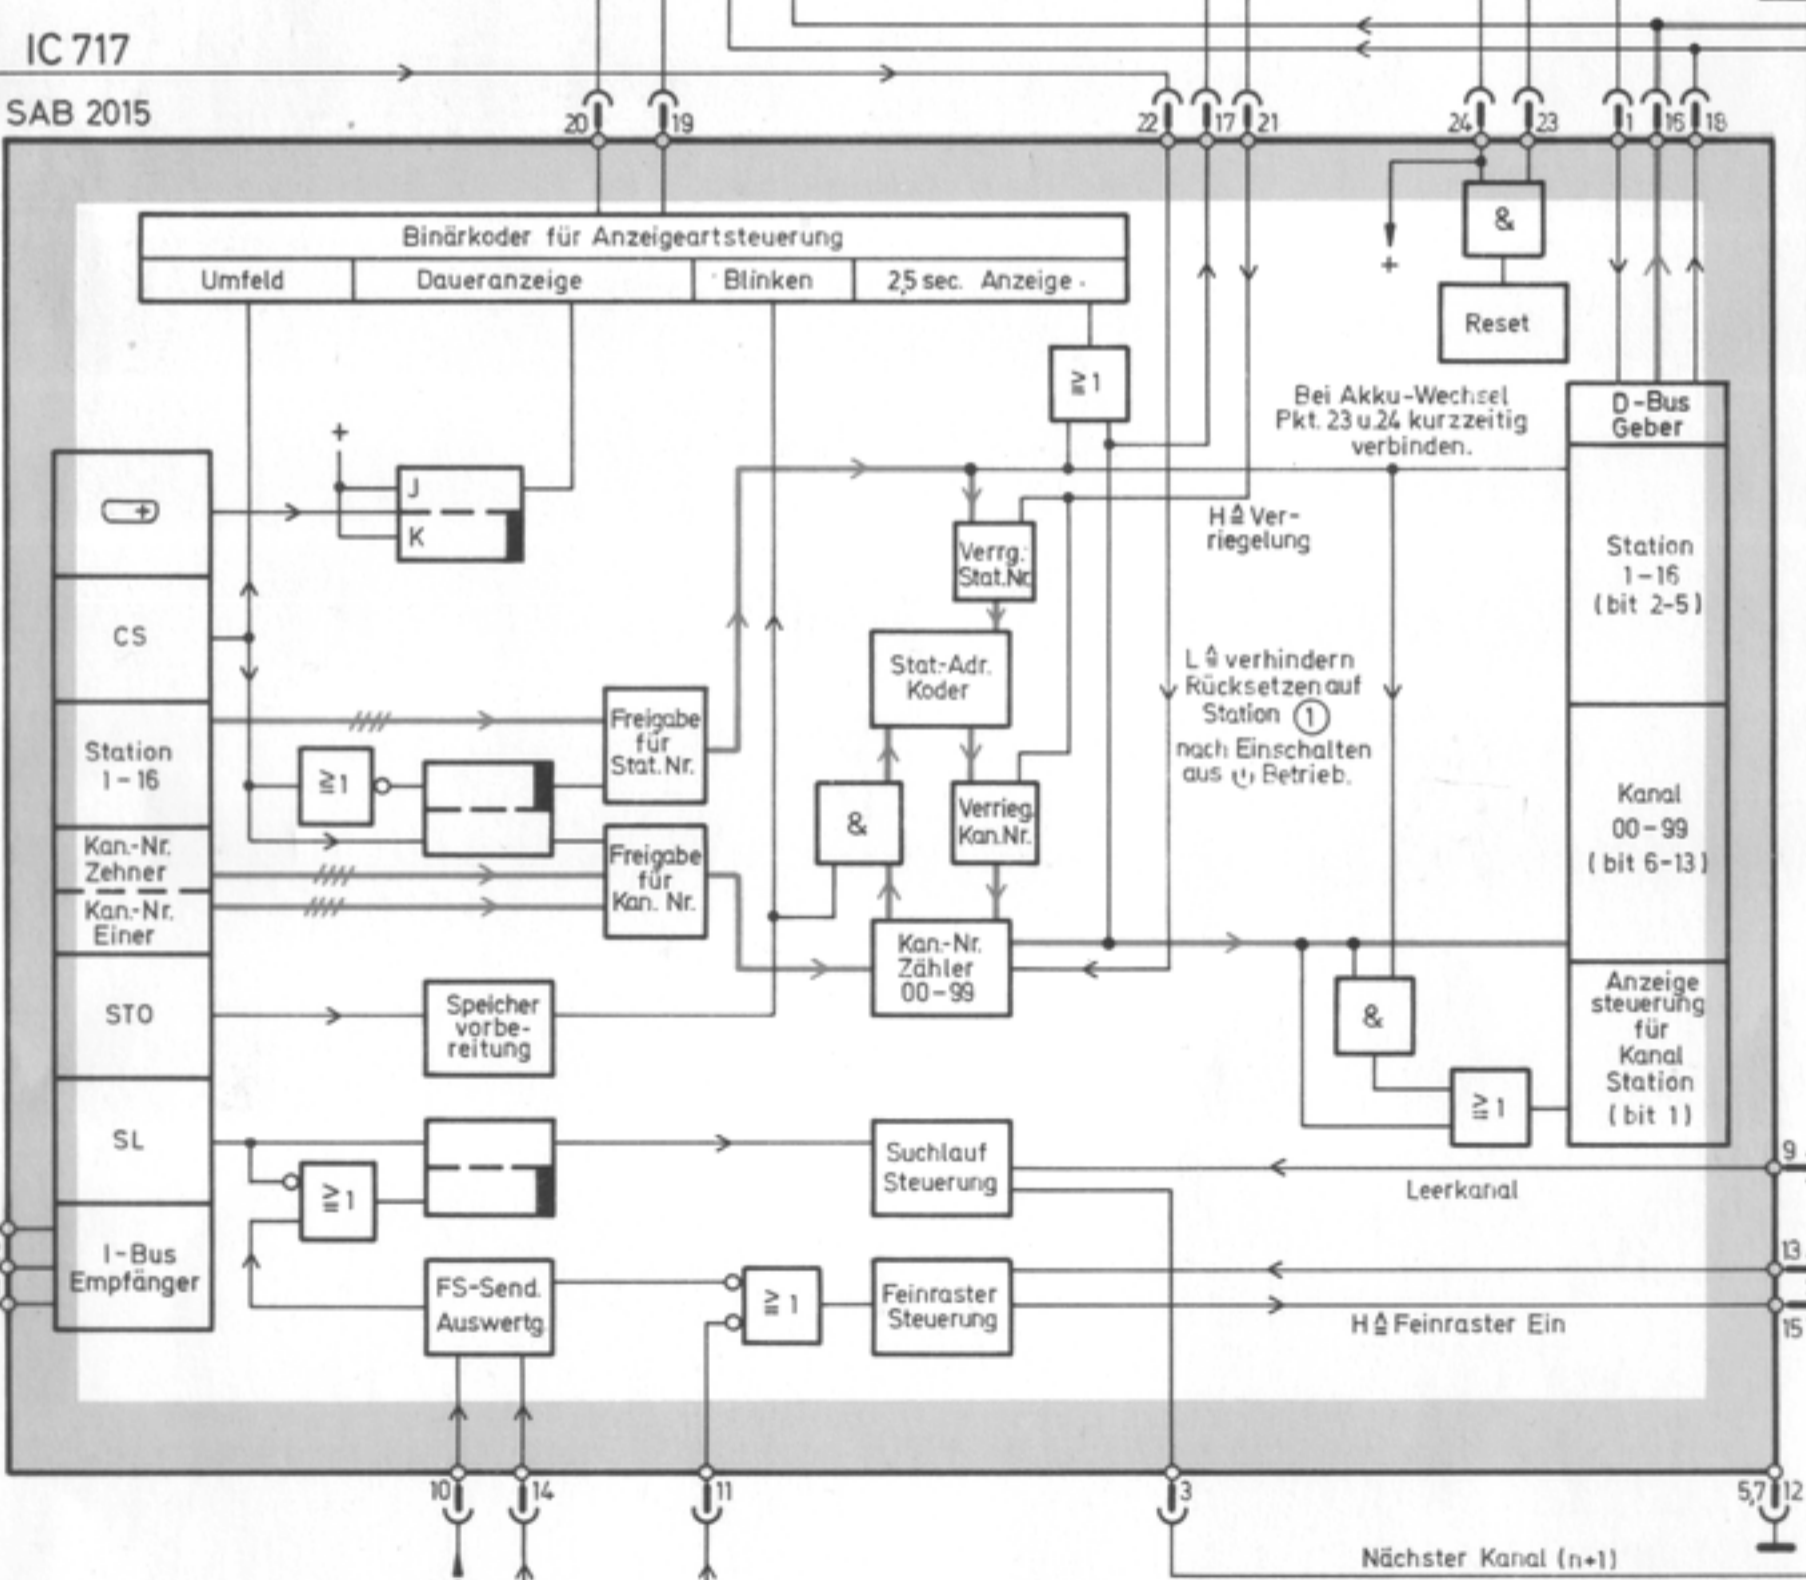 IC 717
SAB 2015
20
19
22
17
21
24
23
1
16
18
Binärkoder für Anzeigeartsteuerung
Umfeld
Daueranzeige
Blinken
2,5 sec. Anzeige
&
+
Reset
≧ 1
Bei Akku-Wechsel
Pkt. 23 u.24 kurzzeitig
verbinden.
D-Bus
Geber
+
J
K
+
H ≙ Ver-
riegelung
Verrg.
Stat.Nr.
Station
1-16
(bit 2-5)
CS
Stat.-Adr.
Koder
L ≙ verhindern
Rücksetzen auf
Station 1
nach Einschalten
aus Betrieb.
Station
1-16
≧ 1
Freigabe
für
Stat. Nr.
&
Verrieg.
Kan.Nr.
Kanal
00-99
(bit 6-13)
Kan.-Nr.
Zehner
Kan.-Nr.
Einer
Freigabe
für
Kan. Nr.
Kan.-Nr.
Zähler
00-99
STO
Speicher
vorbe-
reitung
&
Anzeige
steuerung
für
Kanal
Station
(bit 1)
≧ 1
SL
≧ 1
Suchlauf
Steuerung
Leerkanal
9
I-Bus
Empfänger
FS-Send.
Auswertg.
≧ 1
Feinraster
Steuerung
H ≙ Feinraster Ein
13
15
10
14
11
3
5,7
12
Nächster Kanal (n+1)